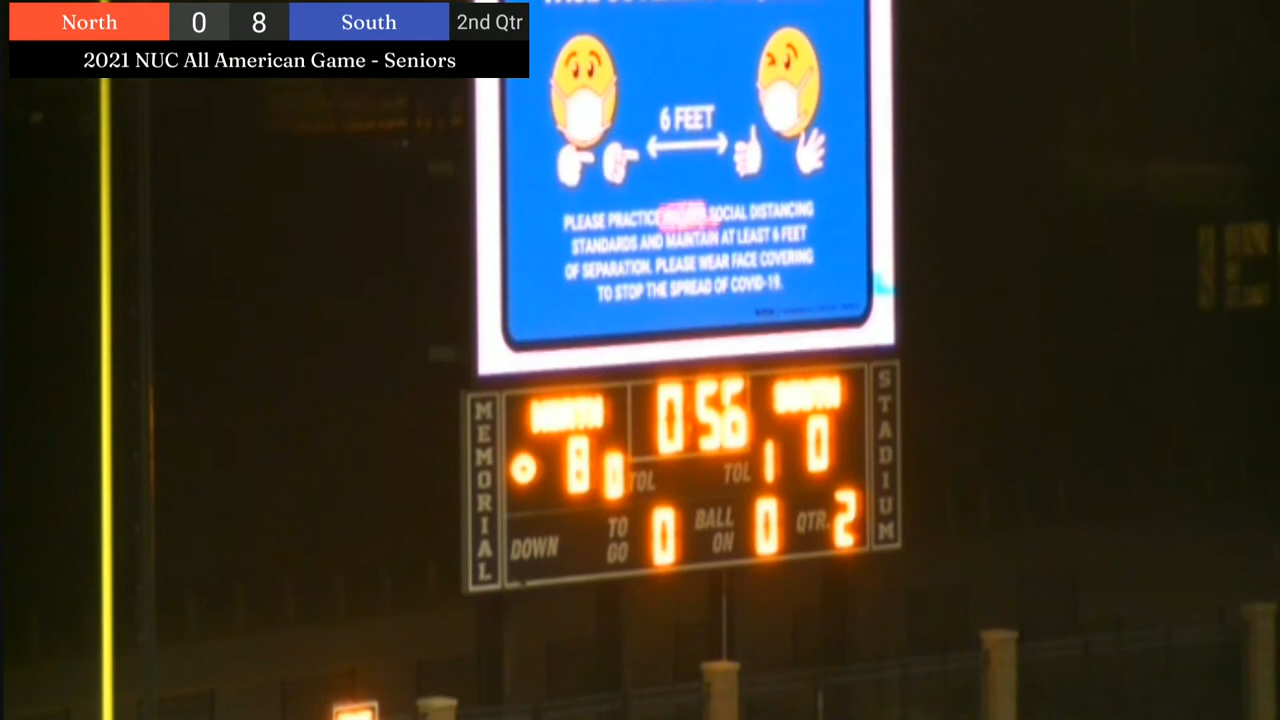 North 0 8 South 2nd Qtr
2021 NUC All American Game - Seniors
6 FEET
PLEASE PRACTICE SOCIAL DISTANCING
STANDARDS AND MAINTAIN AT LEAST 6 FEET
OF SEPARATION. PLEASE WEAR FACE COVERING
TO STOP THE SPREAD OF COVID-19.
MEMORIAL
NORTH 0:56 SOUTH
8 0 TOL TOL 1 0
DOWN TO GO 0 BALL ON 0 QTR. 2
STADIUM